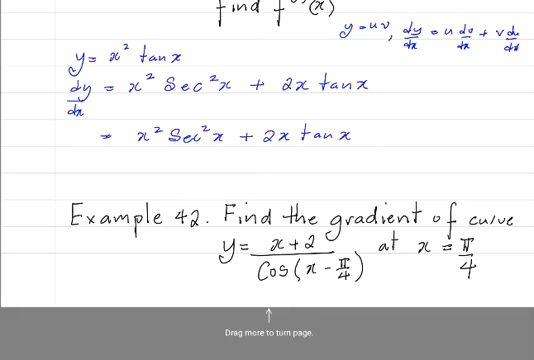 Find f''(x)
y = uv, dy/dx = u dv/dx + v du/dx
y = x² tan x
dy/dx = x² Sec²x + 2x tan x
= x² Sec²x + 2x tan x
Example 42. Find the gradient of curve
y = x + 2 / Cos(x - π/4) at x = π/4
Drag more to turn page.